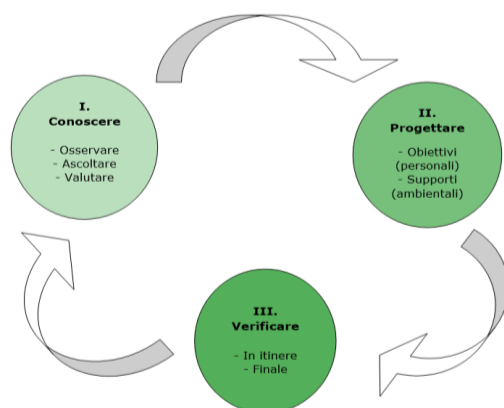 I.
Conoscere
- Osservare
- Ascoltare
- Valutare
II.
Progettare
- Obiettivi
(personali)
- Supporti
(ambientali)
III.
Verificare
- In itinere
- Finale